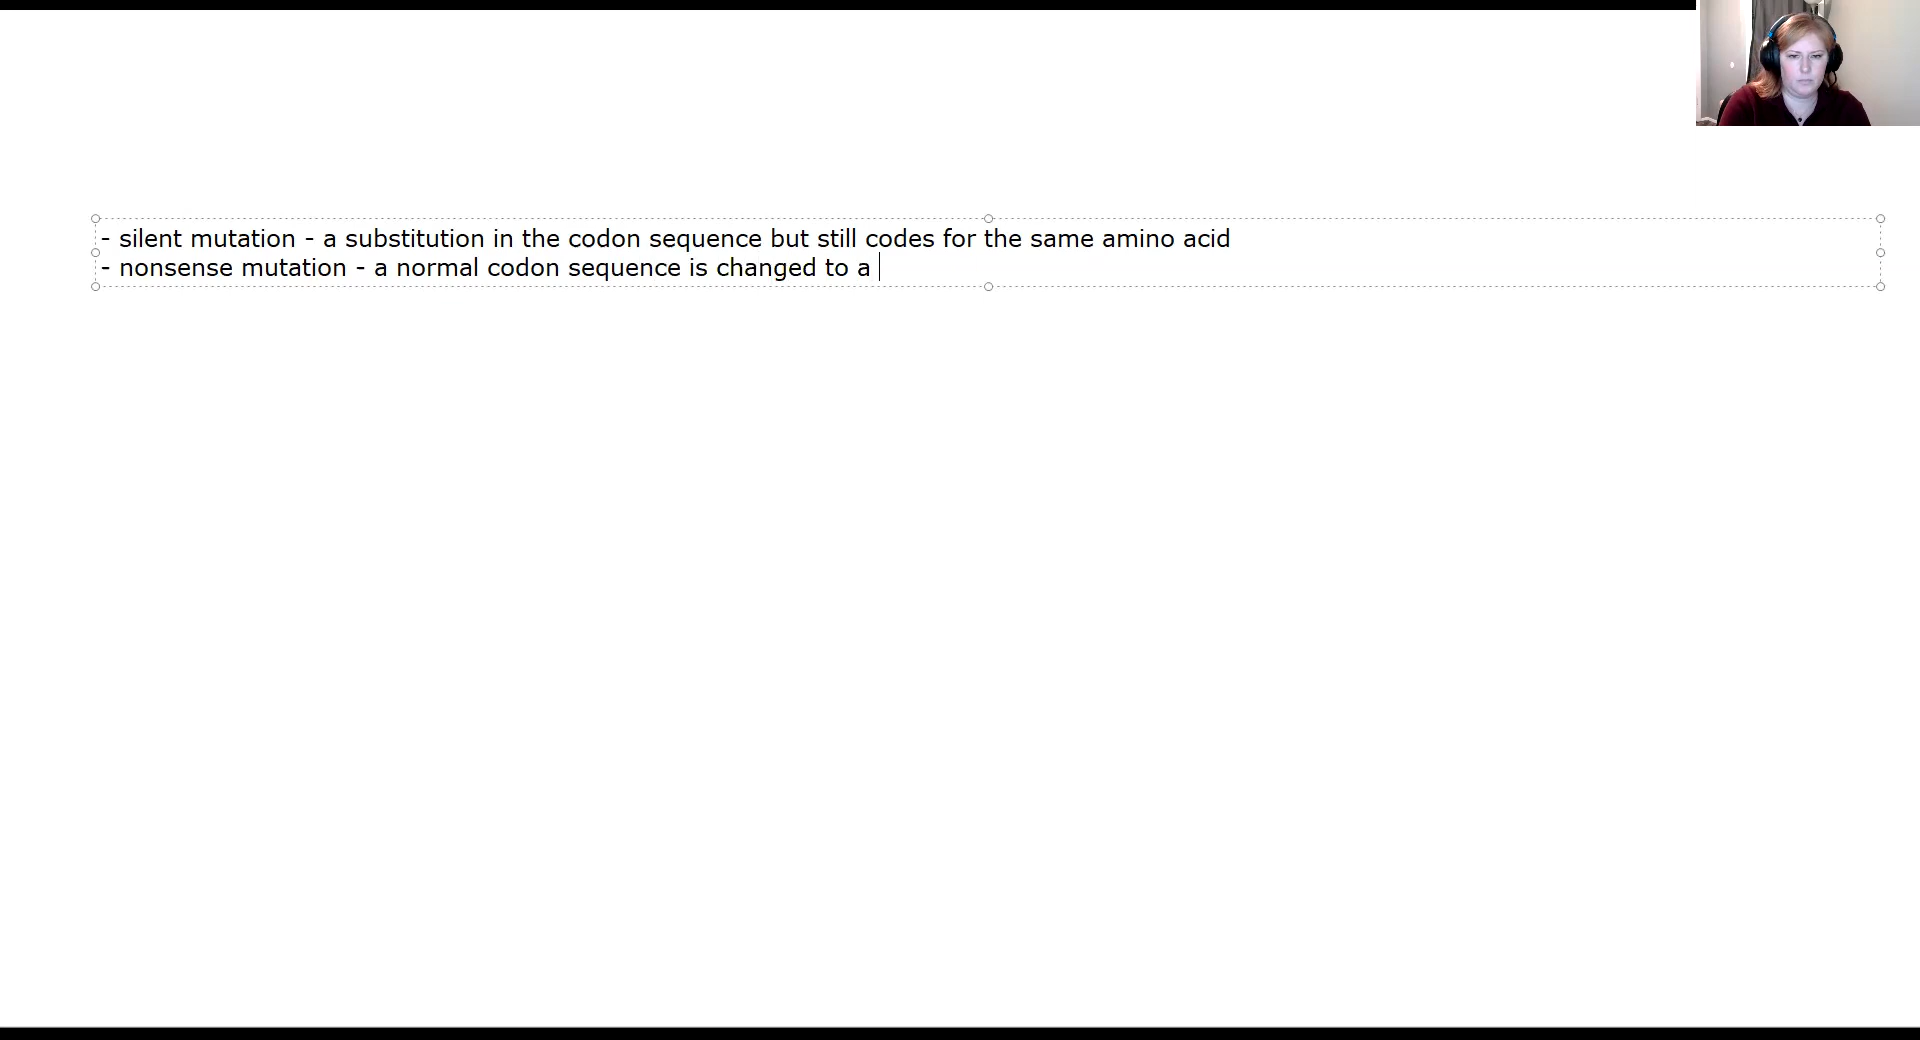 - silent mutation - a substitution in the codon sequence but still codes for the same amino acid
- nonsense mutation - a normal codon sequence is changed to a